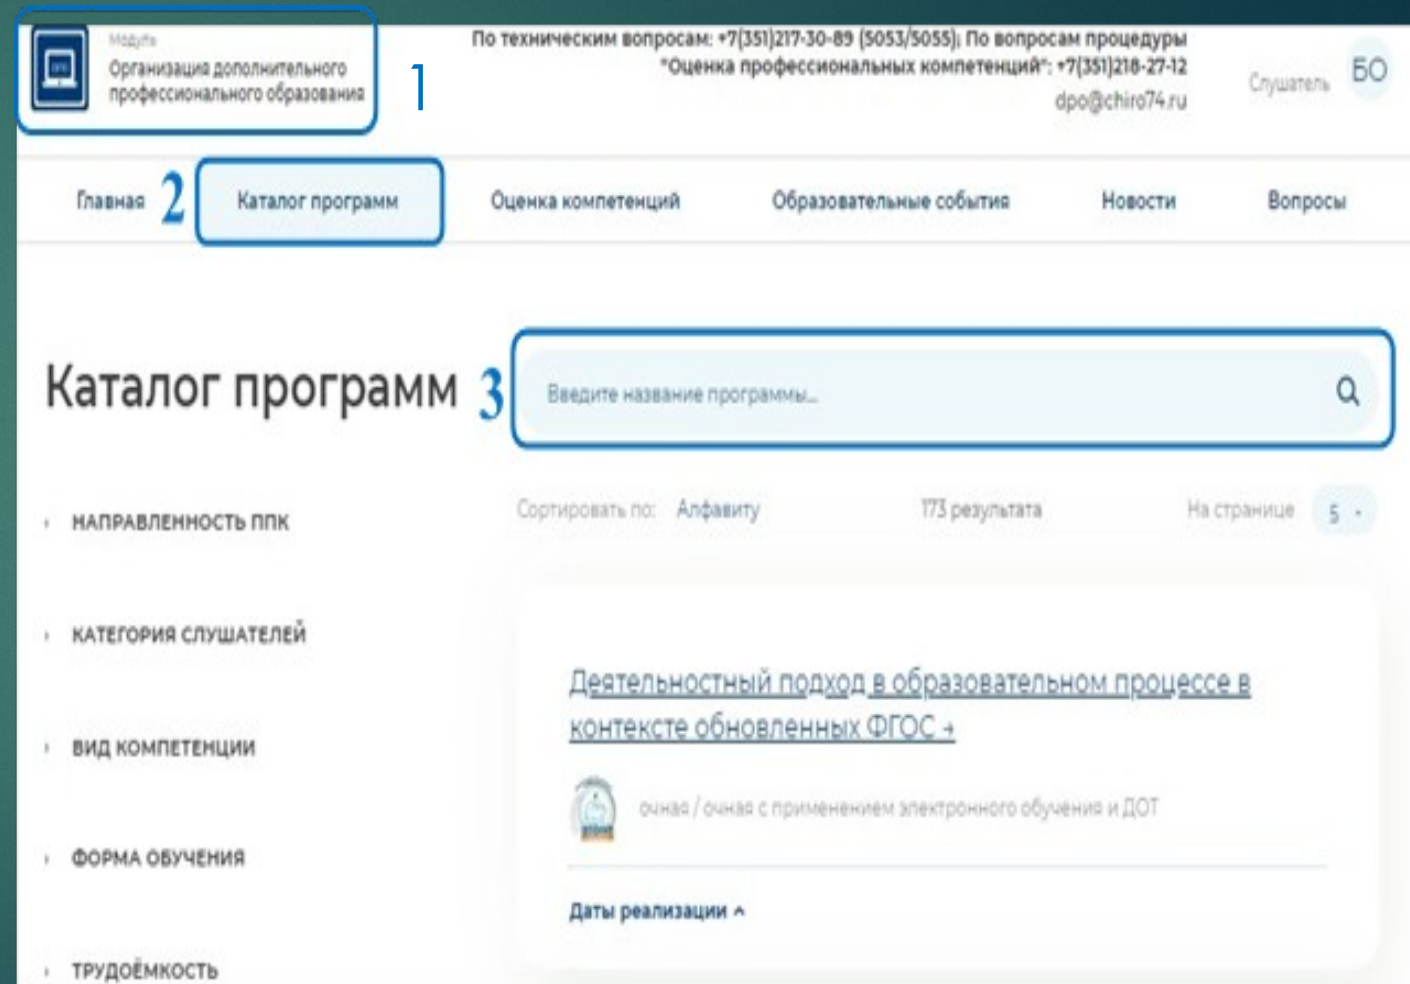 Модуль
Организация дополнительного
профессионального образования
1
По техническим вопросам: +7(351)217-30-89 (5053/5055); По вопросам процедуры
"Оценка профессиональных компетенций": +7(351)218-27-12
dpo@chiro74.ru
Слушатель
БО
Главная
2
Каталог программ
Оценка компетенций
Образовательные события
Новости
Вопросы
Каталог программ
3
Введите название программы...
Сортировать по: Алфавиту
173 результата
На странице 5
НАПРАВЛЕННОСТЬ ППК
КАТЕГОРИЯ СЛУШАТЕЛЕЙ
ВИД КОМПЕТЕНЦИИ
ФОРМА ОБУЧЕНИЯ
ТРУДОЁМКОСТЬ
Деятельностный подход в образовательном процессе в
контексте обновленных ФГОС →
очная / очная с применением электронного обучения и ДОТ
Даты реализации ^